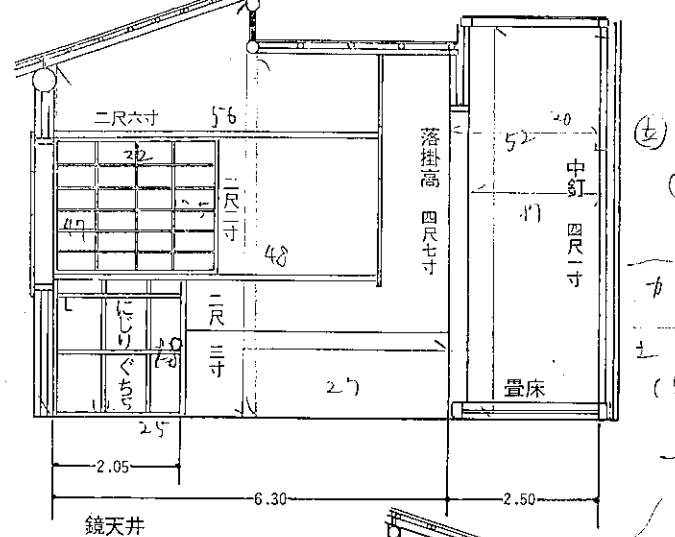 二尺六寸
56
22
二尺二寸
47
48
落掛高 四尺七寸
52
20
中釘 四尺一寸
17
にじりぐち
二尺三寸
27
畳床
25
2.05
6.30
2.50
鏡天井